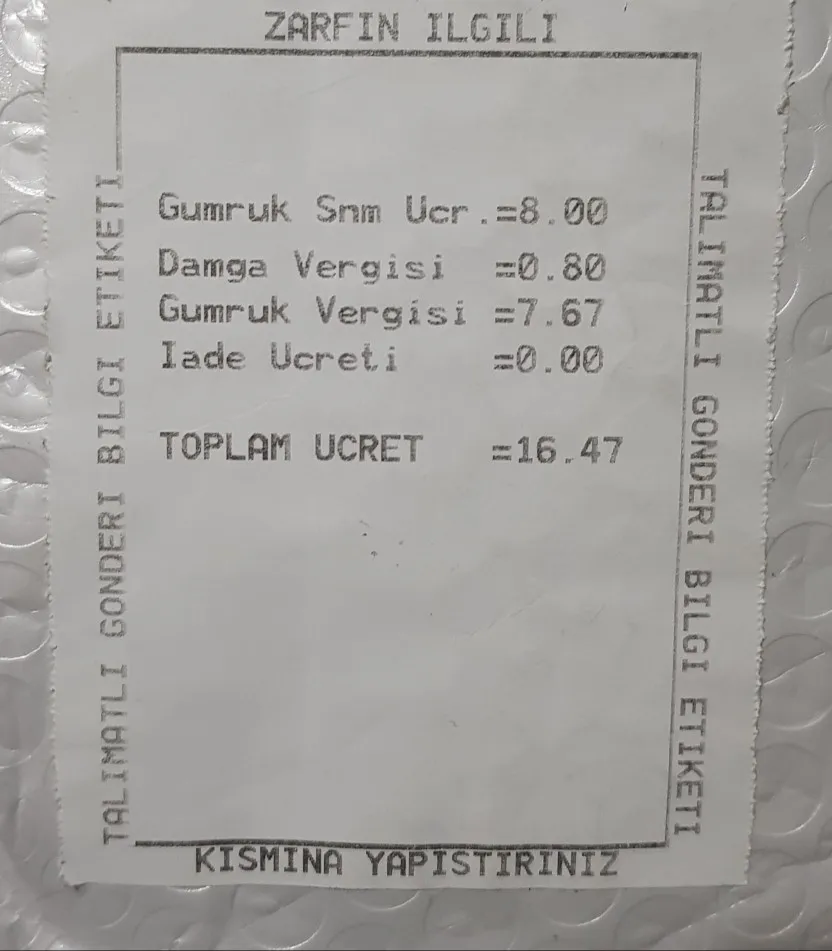 ZARFIN ILGILI
TALIMATLI GONDERI BILGI ETIKETI
Gumruk Snm Ucr.=8.00
Damga Vergisi =0.80
Gumruk Vergisi =7.67
Iade Ucreti =0.00
TOPLAM UCRET =16.47
TALIMATLI GONDERI BILGI ETIKETI
KISMINA YAPISTIRINIZ